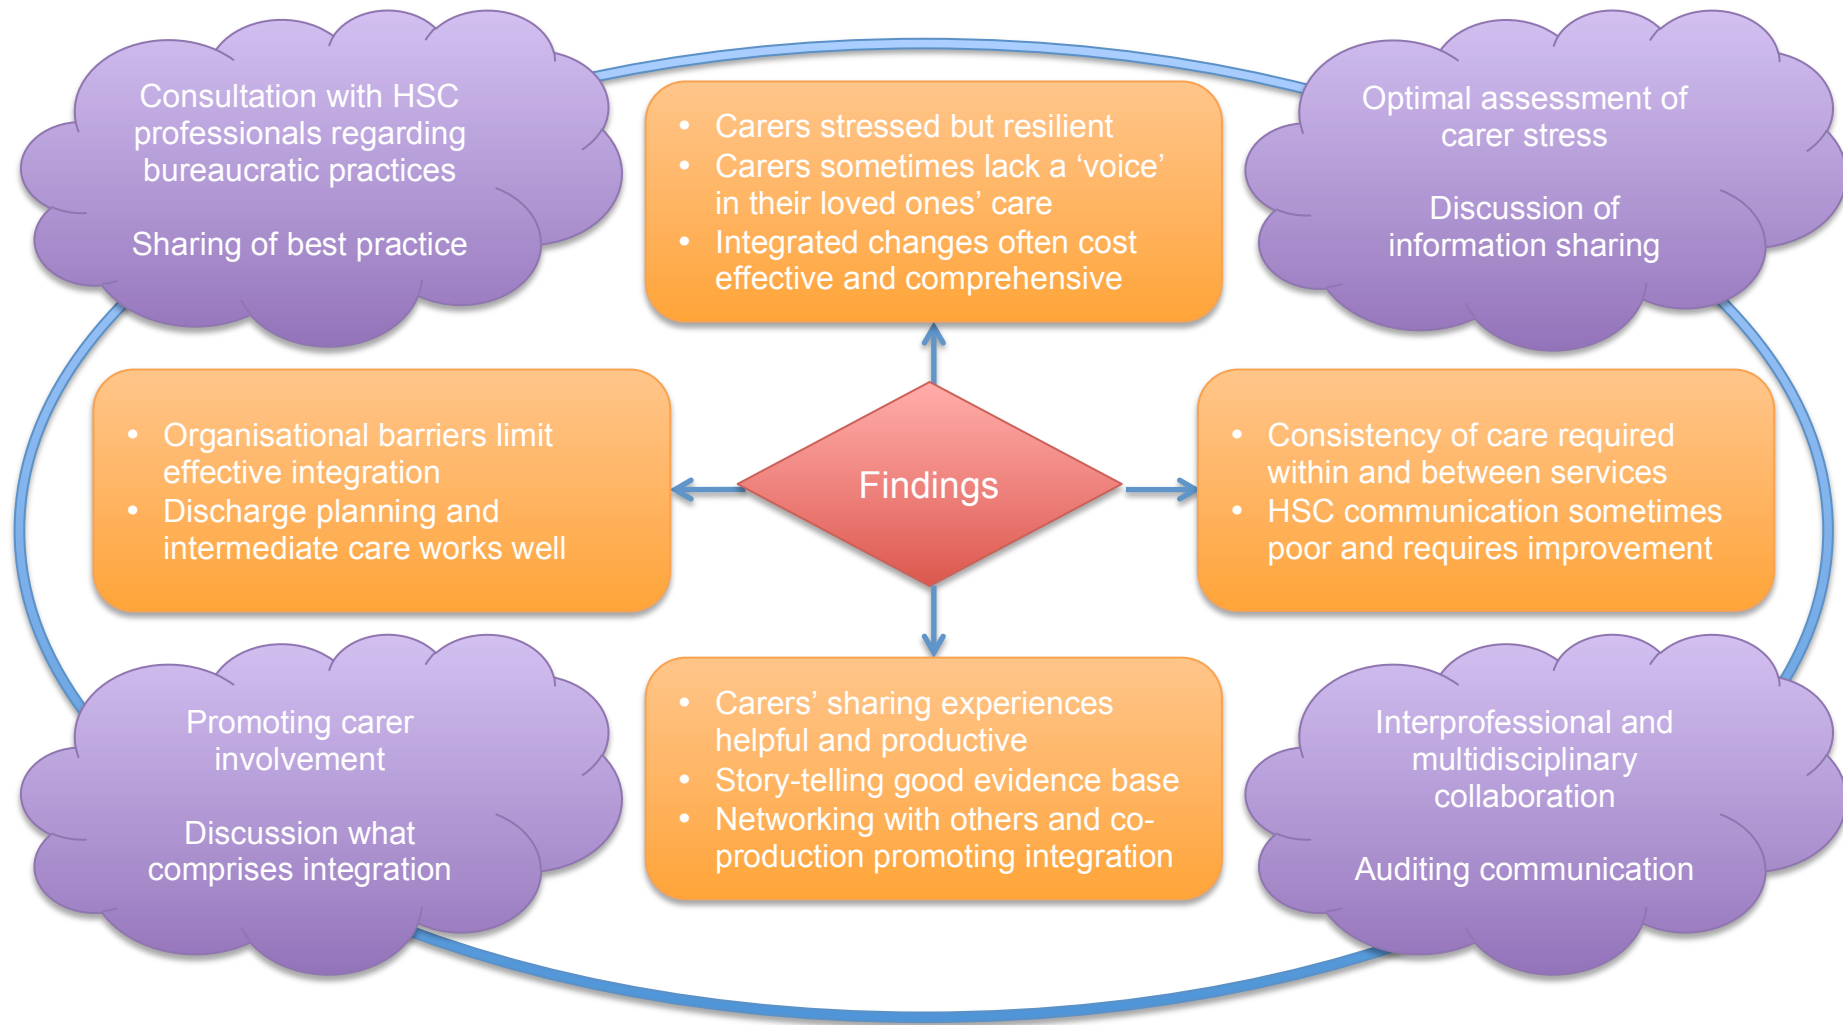 Consultation with HSC
professionals regarding
bureaucratic practices
Sharing of best practice
• Carers stressed but resilient
• Carers sometimes lack a ‘voice’
in their loved ones’ care
• Integrated changes often cost
effective and comprehensive
Optimal assessment of
carer stress
Discussion of
information sharing
• Organisational barriers limit
effective integration
• Discharge planning and
intermediate care works well
Findings
• Consistency of care required
within and between services
• HSC communication sometimes
poor and requires improvement
Promoting carer
involvement
Discussion what
comprises integration
• Carers’ sharing experiences
helpful and productive
• Story-telling good evidence base
• Networking with others and co-
production promoting integration
Interprofessional and
multidisciplinary
collaboration
Auditing communication